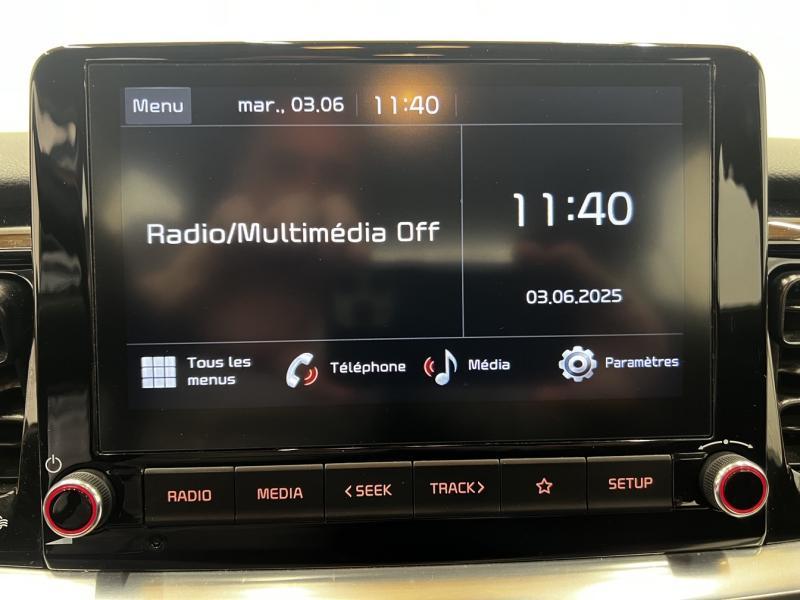 Menu
mar., 03.06
11:40
Radio/Multimédia Off
11:40
03.06.2025
Tous les
menus
Téléphone
Média
Paramètres
RADIO
MEDIA
<SEEK
TRACK>
SETUP